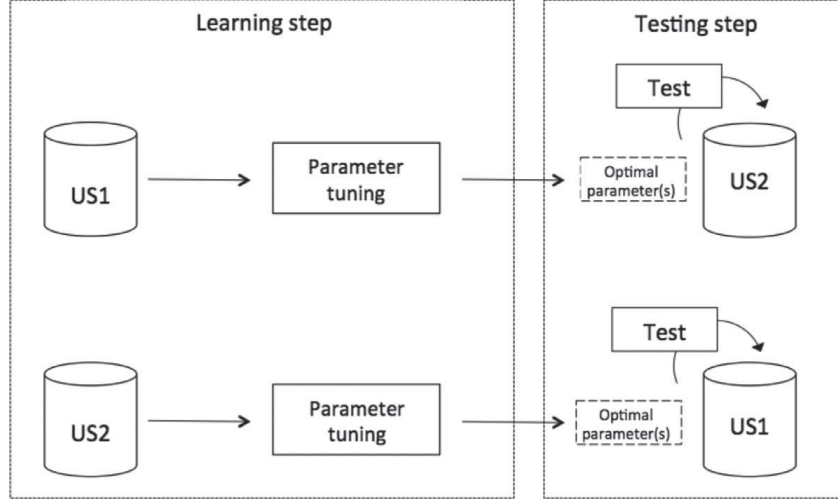 Learning step
Testing step
Test
US1
Parameter
tuning
Optimal
parameter(s)
US2
Test
US2
Parameter
tuning
Optimal
parameter(s)
US1